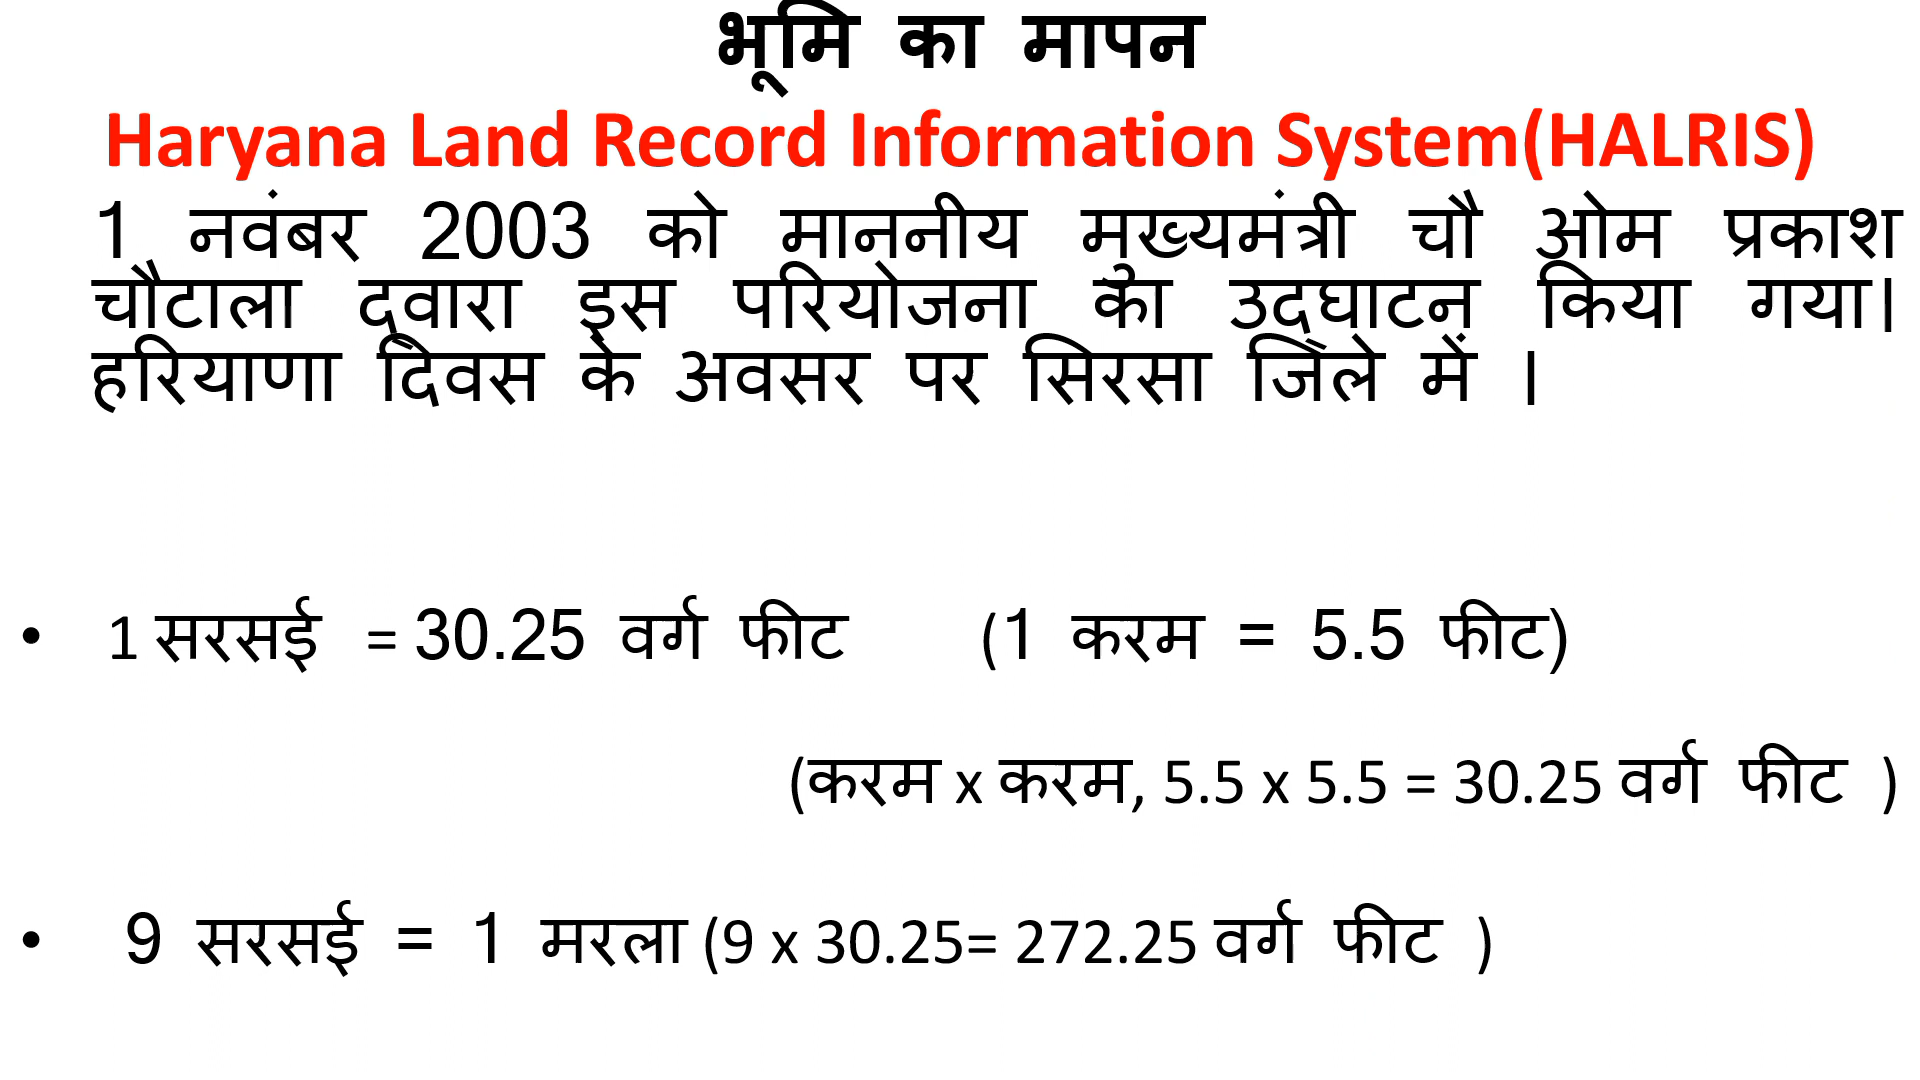 भूमि का मापन
Haryana Land Record Information System(HALRIS)
1 नवंबर 2003 को माननीय मुख्यमंत्री चौ ओम प्रकाश
चौटाला द्वारा इस परियोजना का उद्घाटन किया गया।
हरियाणा दिवस के अवसर पर सिरसा जिले में ।
• 1 सरसई = 30.25 वर्ग फीट (1 करम = 5.5 फीट)
(करम x करम, 5.5 x 5.5 = 30.25 वर्ग फीट )
• 9 सरसई = 1 मरला (9 x 30.25= 272.25 वर्ग फीट )